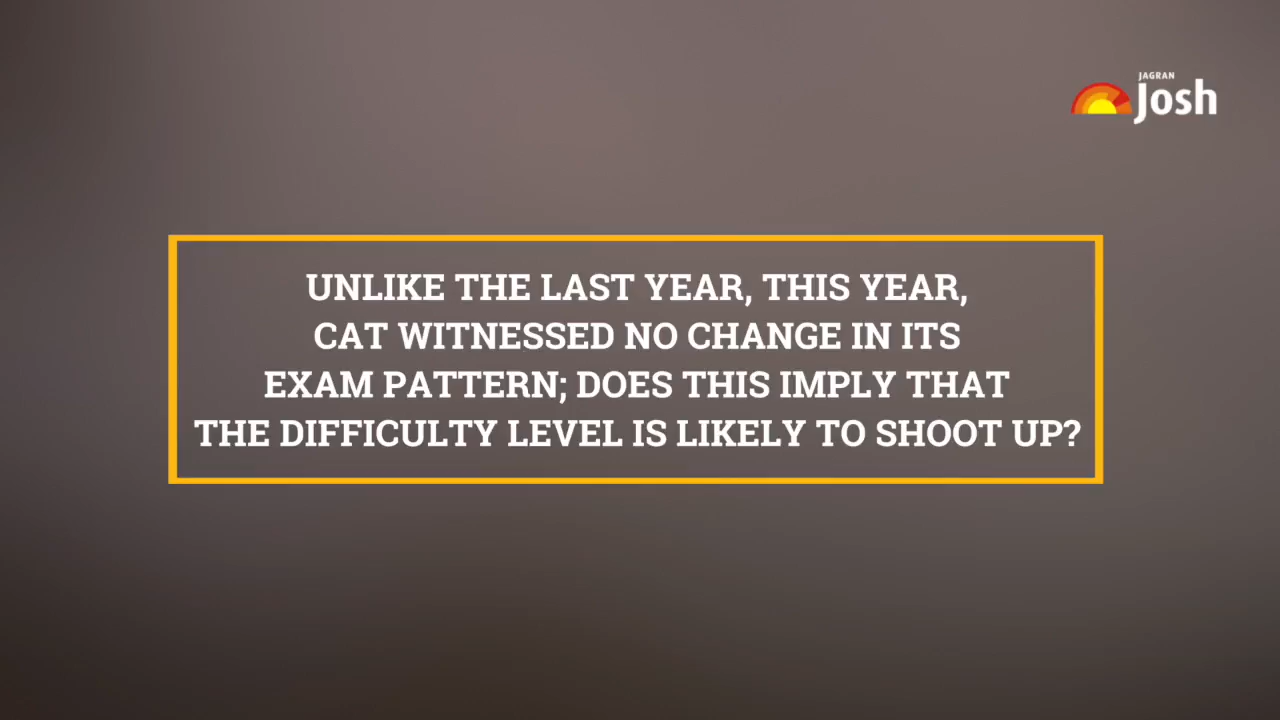 JAGRAN
Josh
UNLIKE THE LAST YEAR, THIS YEAR,
CAT WITNESSED NO CHANGE IN ITS
EXAM PATTERN; DOES THIS IMPLY THAT
THE DIFFICULTY LEVEL IS LIKELY TO SHOOT UP?